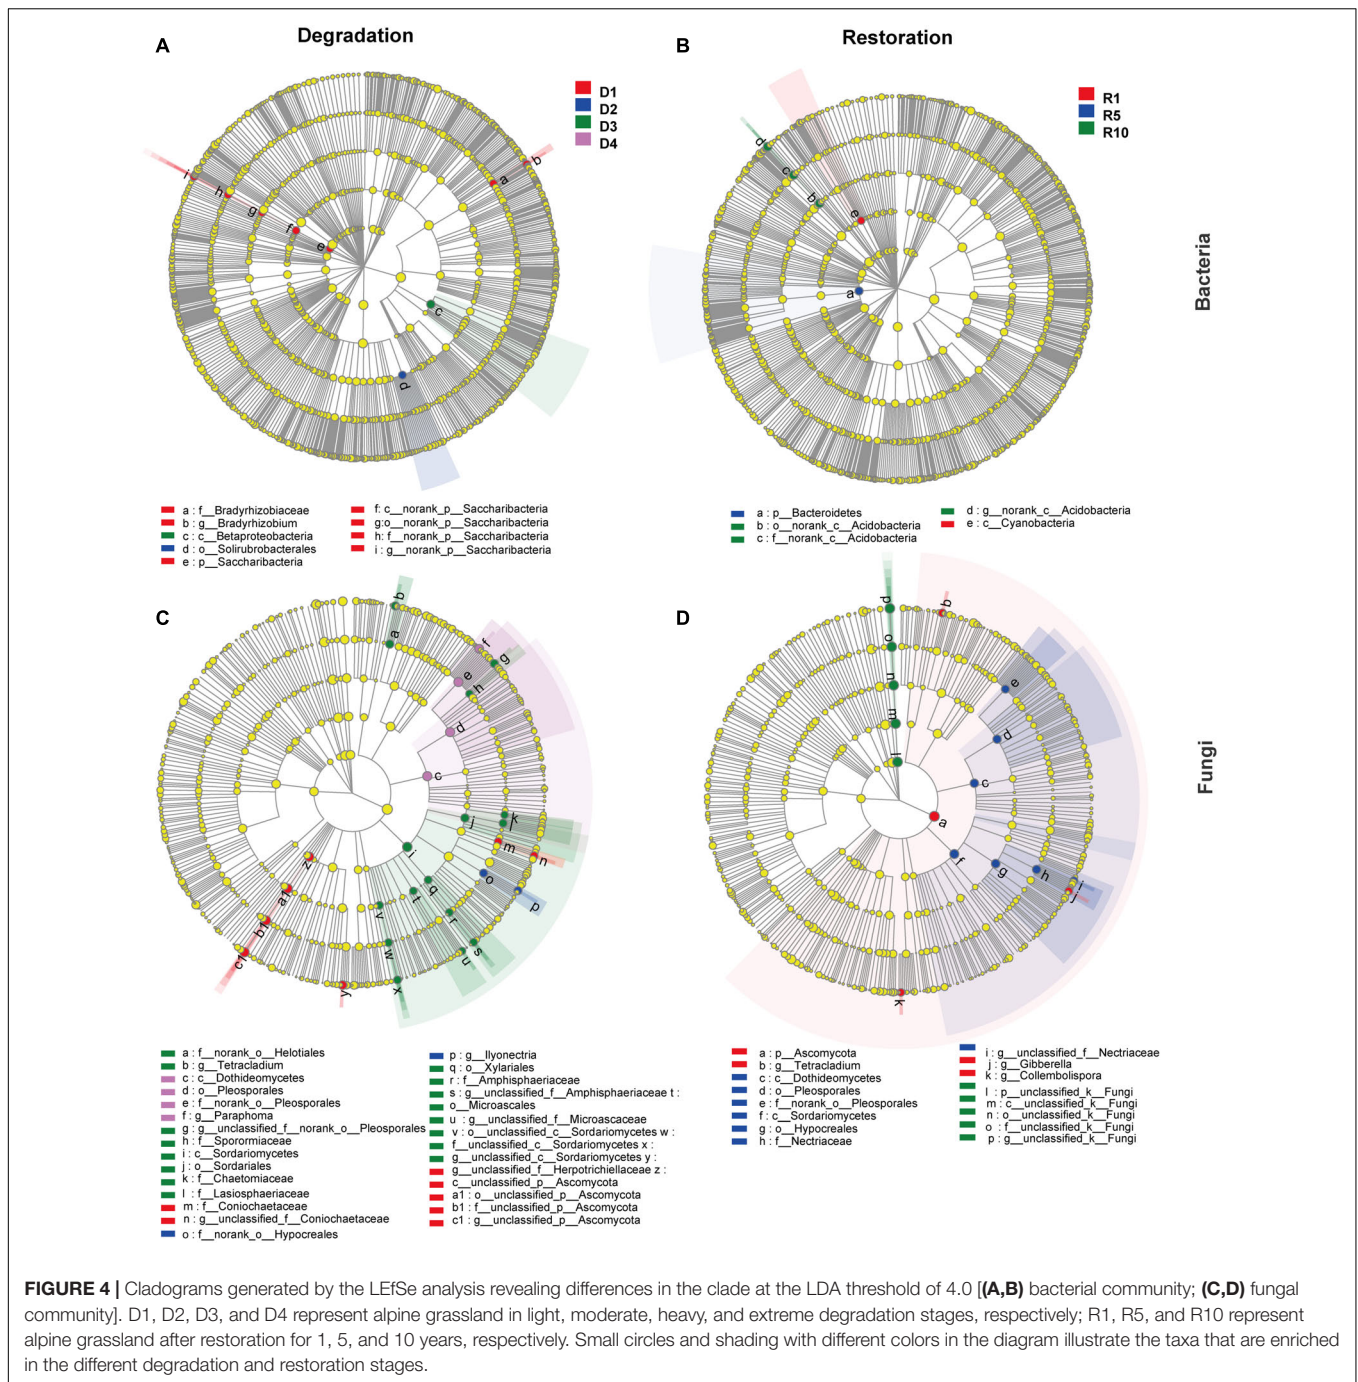 Degradation
Restoration
A
B
D1
D2
D3
D4
R1
R5
R10
b
a
i
h
g
f
e
c
d
d
c
b
e
a
Bacteria
a : f__Bradyrhizobiaceae
b : g__Bradyrhizobium
c : c__Betaproteobacteria
d : o__Solirubrobacterales
e : p__Saccharibacteria
f: c__norank_p__Saccharibacteria
g:o__norank_p__Saccharibacteria
h: f__norank_p__Saccharibacteria
i : g__norank_p__Saccharibacteria
a : p__Bacteroidetes
b : o__norank_c__Acidobacteria
c : f__norank_c__Acidobacteria
d : g__norank_c__Acidobacteria
e : c__Cyanobacteria
C
D
b
a
f
g
e
h
d
c
k
l
j
m
n
i
o
p
q
t
r
v
s
u
w
x
y
z
a1
b1
c1
p
o
n
m
l
b
e
d
c
a
f
g
h
i
j
k
Fungi
a : f__norank_o__Helotiales
b : g__Tetracladium
c : c__Dothideomycetes
d : o__Pleosporales
e : f__norank_o__Pleosporales
f : g__Paraphoma
g : g__unclassified_f__norank_o__Pleosporales
h : f__Sporormiaceae
i : c__Sordariomycetes
j : o__Sordariales
k : f__Chaetomiaceae
l : f__Lasiosphaeriaceae
m : f__Coniochaetaceae
n : g__unclassified_f__Coniochaetaceae
o : f__norank_o__Hypocreales
p : g__Ilyonectria
q : o__Xylariales
r : f__Amphisphaeriaceae
s : g__unclassified_f__Amphisphaeriaceae t :
o__Microascales
u : g__unclassified_f__Microascaceae
v : o__unclassified_c__Sordariomycetes w :
f__unclassified_c__Sordariomycetes x :
g__unclassified_c__Sordariomycetes y :
g__unclassified_f__Herpotrichiellaceae z :
c__unclassified_p__Ascomycota
a1 : o__unclassified_p__Ascomycota
b1 : f__unclassified_p__Ascomycota
c1 : g__unclassified_p__Ascomycota
a : p__Ascomycota
b : g__Tetracladium
c : c__Dothideomycetes
d : o__Pleosporales
e : f__norank_o__Pleosporales
f : c__Sordariomycetes
g : o__Hypocreales
h : f__Nectriaceae
i : g__unclassified_f__Nectriaceae
j : g__Gibberella
k : g__Collembolispora
l : p__unclassified_k__Fungi
m : c__unclassified_k__Fungi
n : o__unclassified_k__Fungi
o : f__unclassified_k__Fungi
p : g__unclassified_k__Fungi
FIGURE 4 | Cladograms generated by the LEfSe analysis revealing differences in the clade at the LDA threshold of 4.0 [(A,B) bacterial community; (C,D) fungal
community]. D1, D2, D3, and D4 represent alpine grassland in light, moderate, heavy, and extreme degradation stages, respectively; R1, R5, and R10 represent
alpine grassland after restoration for 1, 5, and 10 years, respectively. Small circles and shading with different colors in the diagram illustrate the taxa that are enriched
in the different degradation and restoration stages.